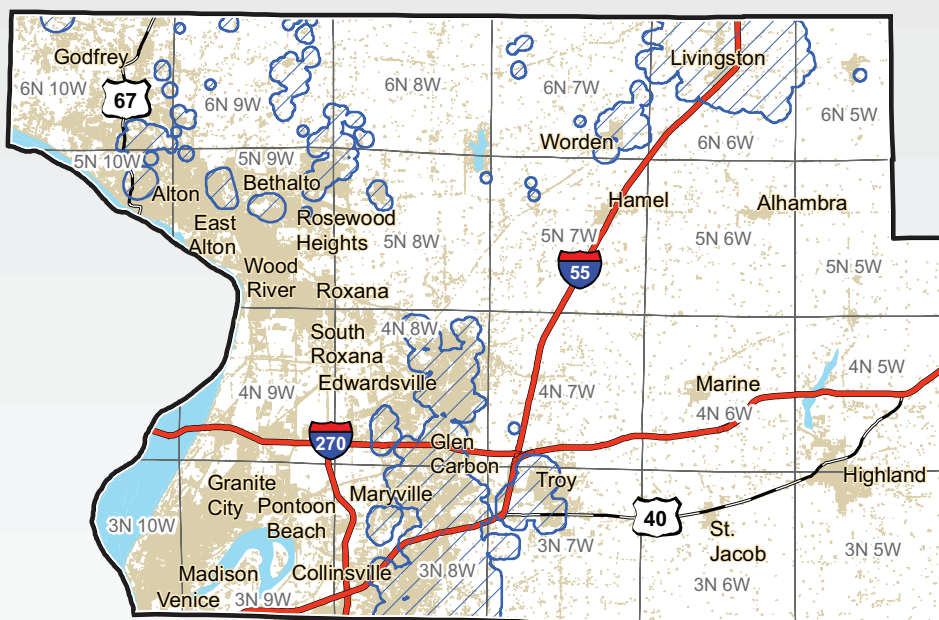 Godfrey
Livingston
6N 10W
67
6N 9W
6N 8W
6N 7W
6N 5W
Worden
6N 6W
5N 10W
5N 9W
Bethalto
Alton
Hamel
Alhambra
East
Alton
Rosewood
Heights
5N 8W
5N 7W
5N 6W
Wood
River
Roxana
55
5N 5W
South
Roxana
4N 8W
Edwardsville
4N 9W
4N 7W
Marine
4N 6W
4N 5W
270
Glen
Carbon
Granite
City
Maryville
Troy
Highland
Pontoon
Beach
3N 10W
40
St.
Jacob
3N 7W
3N 5W
Madison
Collinsville
3N 8W
3N 6W
Venice
3N 9W